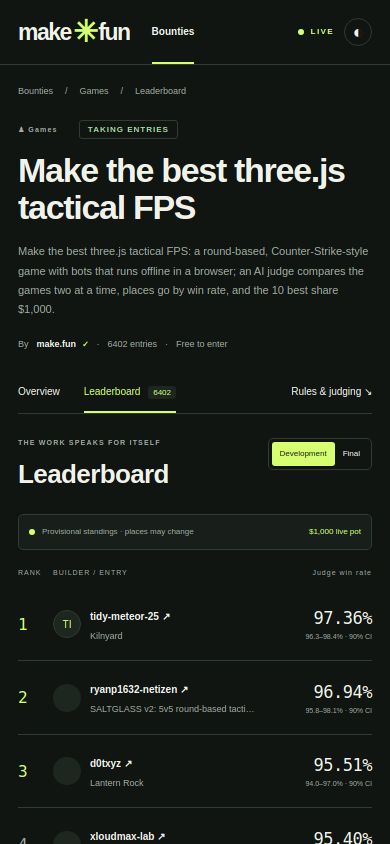 make✳fun
Bounties
LIVE
Bounties / Games / Leaderboard
♟ Games
TAKING ENTRIES
Make the best three.js
tactical FPS
Make the best three.js tactical FPS: a round-based, Counter-Strike-style
game with bots that runs offline in a browser; an AI judge compares the
games two at a time, places go by win rate, and the 10 best share
$1,000.
By make.fun ✓ · 6402 entries · Free to enter
Overview
Leaderboard 6402
Rules & judging ↘
THE WORK SPEAKS FOR ITSELF
Leaderboard
Development
Final
Provisional standings · places may change
$1,000 live pot
RANK BUILDER / ENTRY Judge win rate
1 TI tidy-meteor-25 ↗ 97.36%
Kilnyard 96.3–98.4% · 90% CI
2 ryanp1632-netizen ↗ 96.94%
SALTGLASS v2: 5v5 round-based tacti… 95.8–98.1% · 90% CI
3 d0txyz ↗ 95.51%
Lantern Rock 94.0–97.0% · 90% CI
4 xloudmax-lab ↗ 95.40%